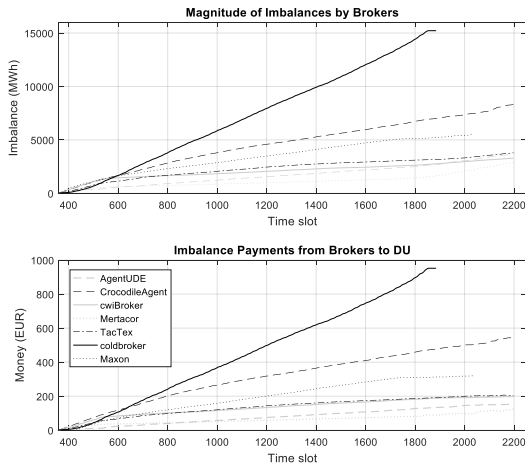 Magnitude of Imbalances by Brokers
15000
10000
5000
0
Imbalance (MWh)
400 600 800 1000 1200 1400 1600 1800 2000 2200
Time slot
Imbalance Payments from Brokers to DU
1000
800
600
400
200
0
Money (EUR)
AgentUDE
CrocodileAgent
cwiBroker
Mertacor
TacTex
coldbroker
Maxon
400 600 800 1000 1200 1400 1600 1800 2000 2200
Time slot